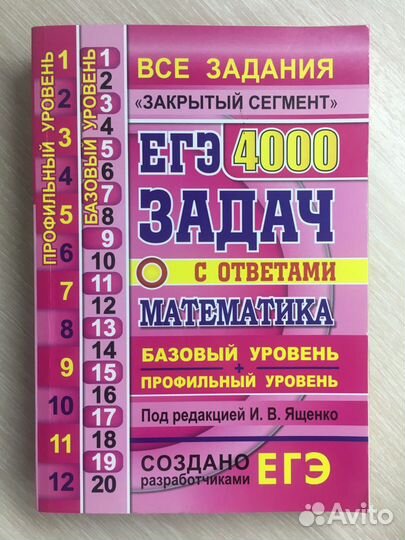 ПРОФИЛЬНЫЙ УРОВЕНЬ
1
2
3
4
5
6
7
8
9
10
11
12
БАЗОВЫЙ УРОВЕНЬ
1
2
3
4
5
6
7
8
9
10
11
12
13
14
15
16
17
18
19
20
ВСЕ ЗАДАНИЯ
«ЗАКРЫТЫЙ СЕГМЕНТ»
ЕГЭ 4000
ЗАДАЧ
С ОТВЕТАМИ
МАТЕМАТИКА
БАЗОВЫЙ УРОВЕНЬ
+
ПРОФИЛЬНЫЙ УРОВЕНЬ
Под редакцией И. В. Ященко
СОЗДАНО
разработчиками ЕГЭ
Avito